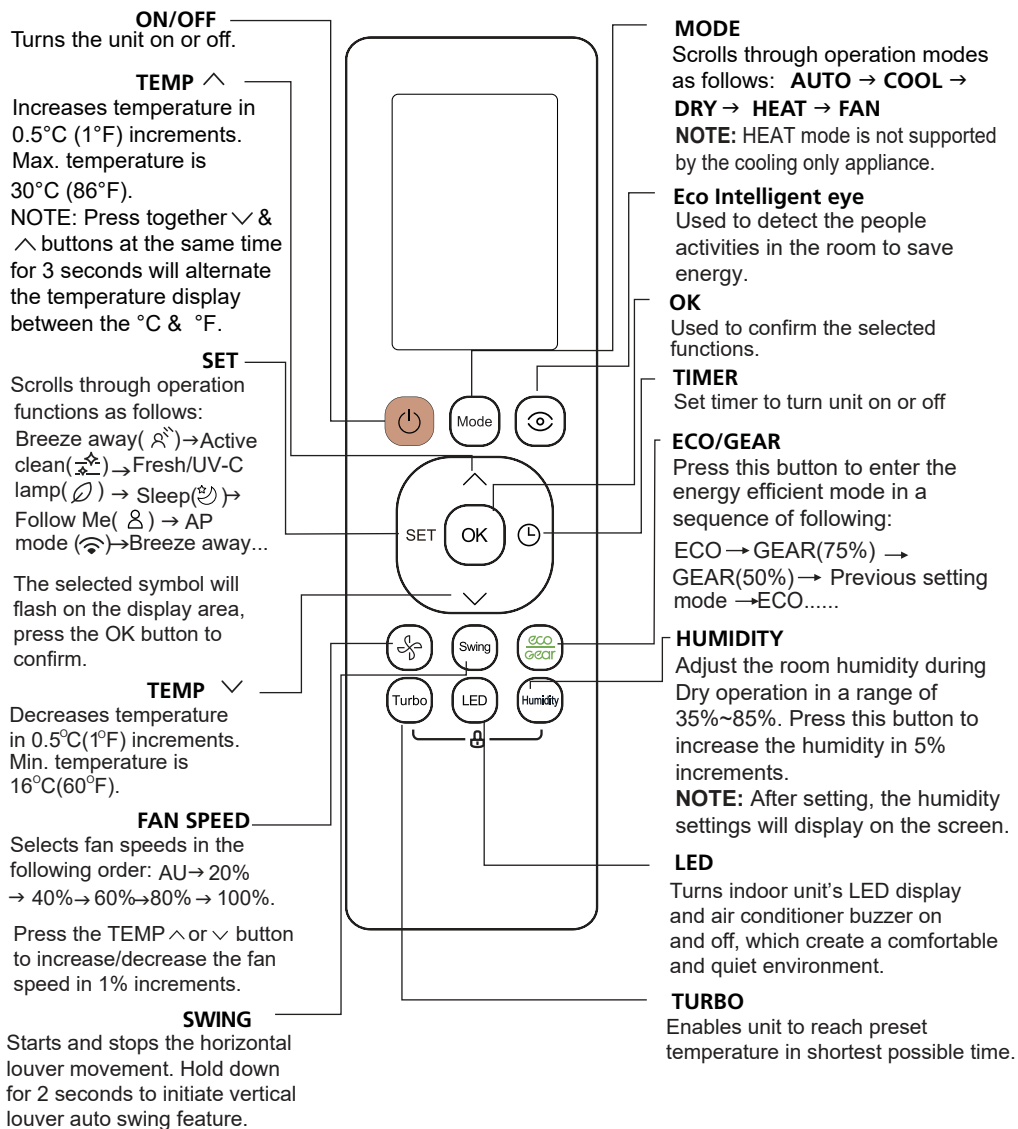 ON/OFF
Turns the unit on or off.
TEMP ︿
Increases temperature in
0.5°C (1°F) increments.
Max. temperature is
30°C (86°F).
NOTE: Press together ﹀ &
︿ buttons at the same time
for 3 seconds will alternate
the temperature display
between the °C & °F.
SET
Scrolls through operation
functions as follows:
Breeze away( )→Active
clean( )→Fresh/UV-C
lamp( ) → Sleep( )→
Follow Me( ) → AP
mode ( )→Breeze away...
The selected symbol will
flash on the display area,
press the OK button to
confirm.
TEMP ﹀
Decreases temperature
in 0.5°C(1°F) increments.
Min. temperature is
16°C(60°F).
FAN SPEED
Selects fan speeds in the
following order: AU→ 20%
→ 40%→ 60%→80% → 100%.
Press the TEMP ︿ or ﹀ button
to increase/decrease the fan
speed in 1% increments.
SWING
Starts and stops the horizontal
louver movement. Hold down
for 2 seconds to initiate vertical
louver auto swing feature.
Mode
SET
OK
Swing
eco
Gear
Turbo
LED
Humidity
MODE
Scrolls through operation modes
as follows: AUTO → COOL →
DRY → HEAT → FAN
NOTE: HEAT mode is not supported
by the cooling only appliance.
Eco Intelligent eye
Used to detect the people
activities in the room to save
energy.
OK
Used to confirm the selected
functions.
TIMER
Set timer to turn unit on or off
ECO/GEAR
Press this button to enter the
energy efficient mode in a
sequence of following:
ECO → GEAR(75%) →
GEAR(50%)→ Previous setting
mode →ECO......
HUMIDITY
Adjust the room humidity during
Dry operation in a range of
35%~85%. Press this button to
increase the humidity in 5%
increments.
NOTE: After setting, the humidity
settings will display on the screen.
LED
Turns indoor unit's LED display
and air conditioner buzzer on
and off, which create a comfortable
and quiet environment.
TURBO
Enables unit to reach preset
temperature in shortest possible time.